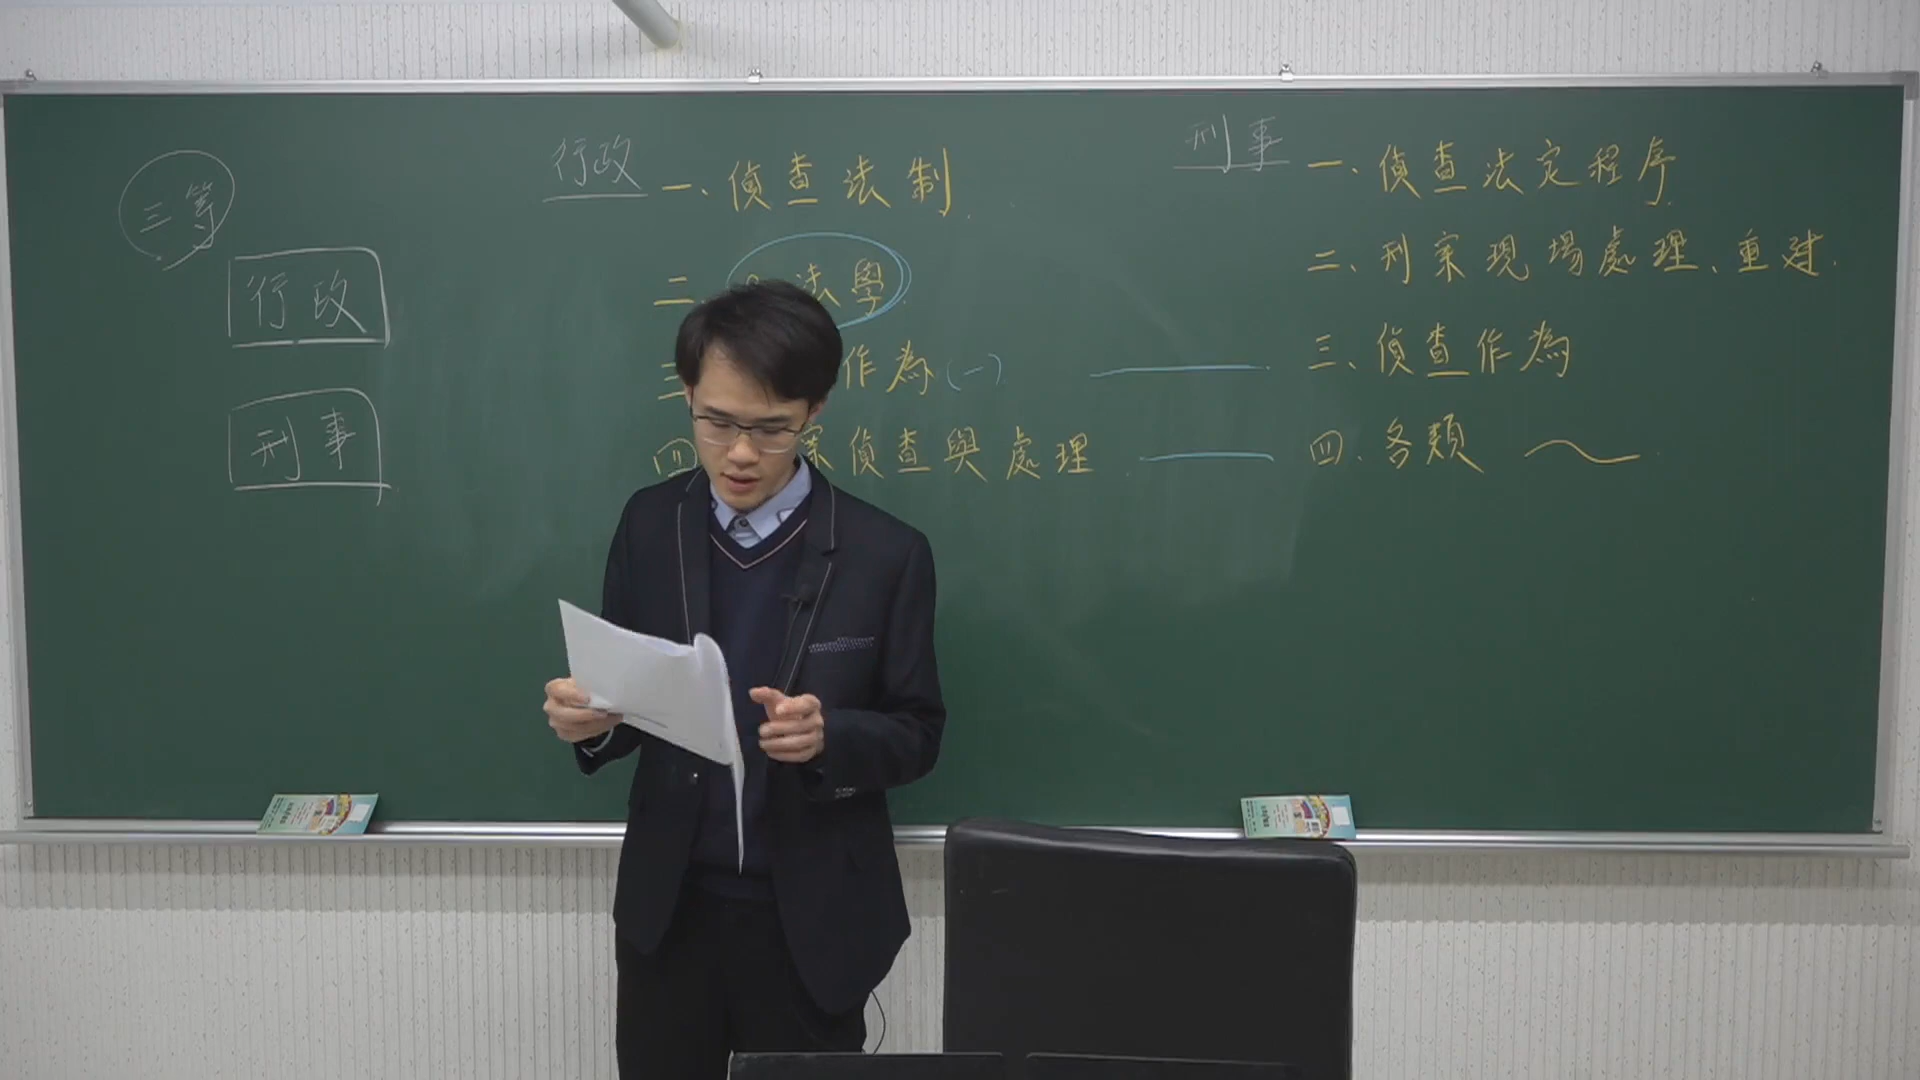 三等
行政
刑事
行政
一、偵查法制
二、法學
三 作為(一)
四 案偵查與處理
刑事
一、偵查法定程序
二、刑案現場處理、重建
三、偵查作為
四、各類